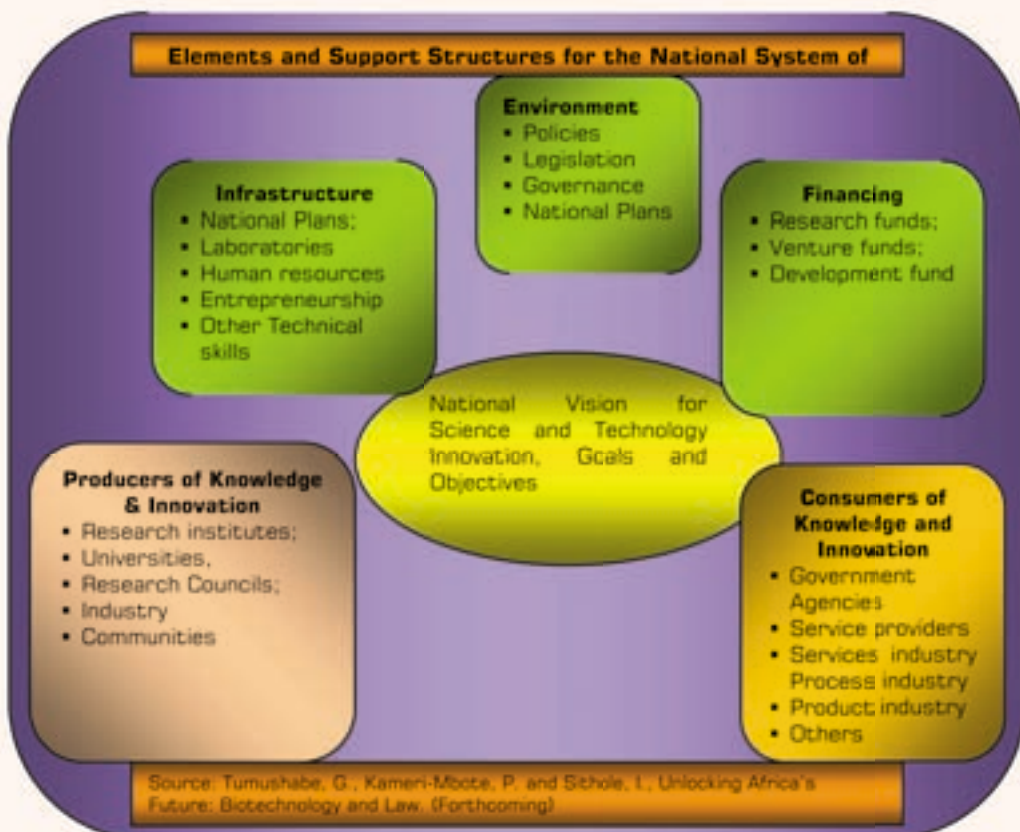 Elements and Support Structures for the National System of
Environment
▪ Policies
▪ Legislation
▪ Governance
▪ National Plans
Infrastructure
▪ National Plans;
▪ Laboratories
▪ Human resources
▪ Entrepreneurship
▪ Other Technical
skills
Financing
▪ Research funds;
▪ Venture funds;
▪ Development fund
National Vision for
Science and Technology
Innovation, Goals and
Objectives
Producers of Knowledge
& Innovation
▪ Research institutes;
▪ Universities,
▪ Research Councils;
▪ Industry
▪ Communities
Consumers of
Knowledge and
Innovation
▪ Government
Agencies
▪ Service providers
▪ Services industry
Process industry
▪ Product industry
▪ Others
Source: Tumushabe, G., Kameri-Mbote, P. and Sithole, I., Unlocking Africa's
Future: Biotechnology and Law. (Forthcoming)